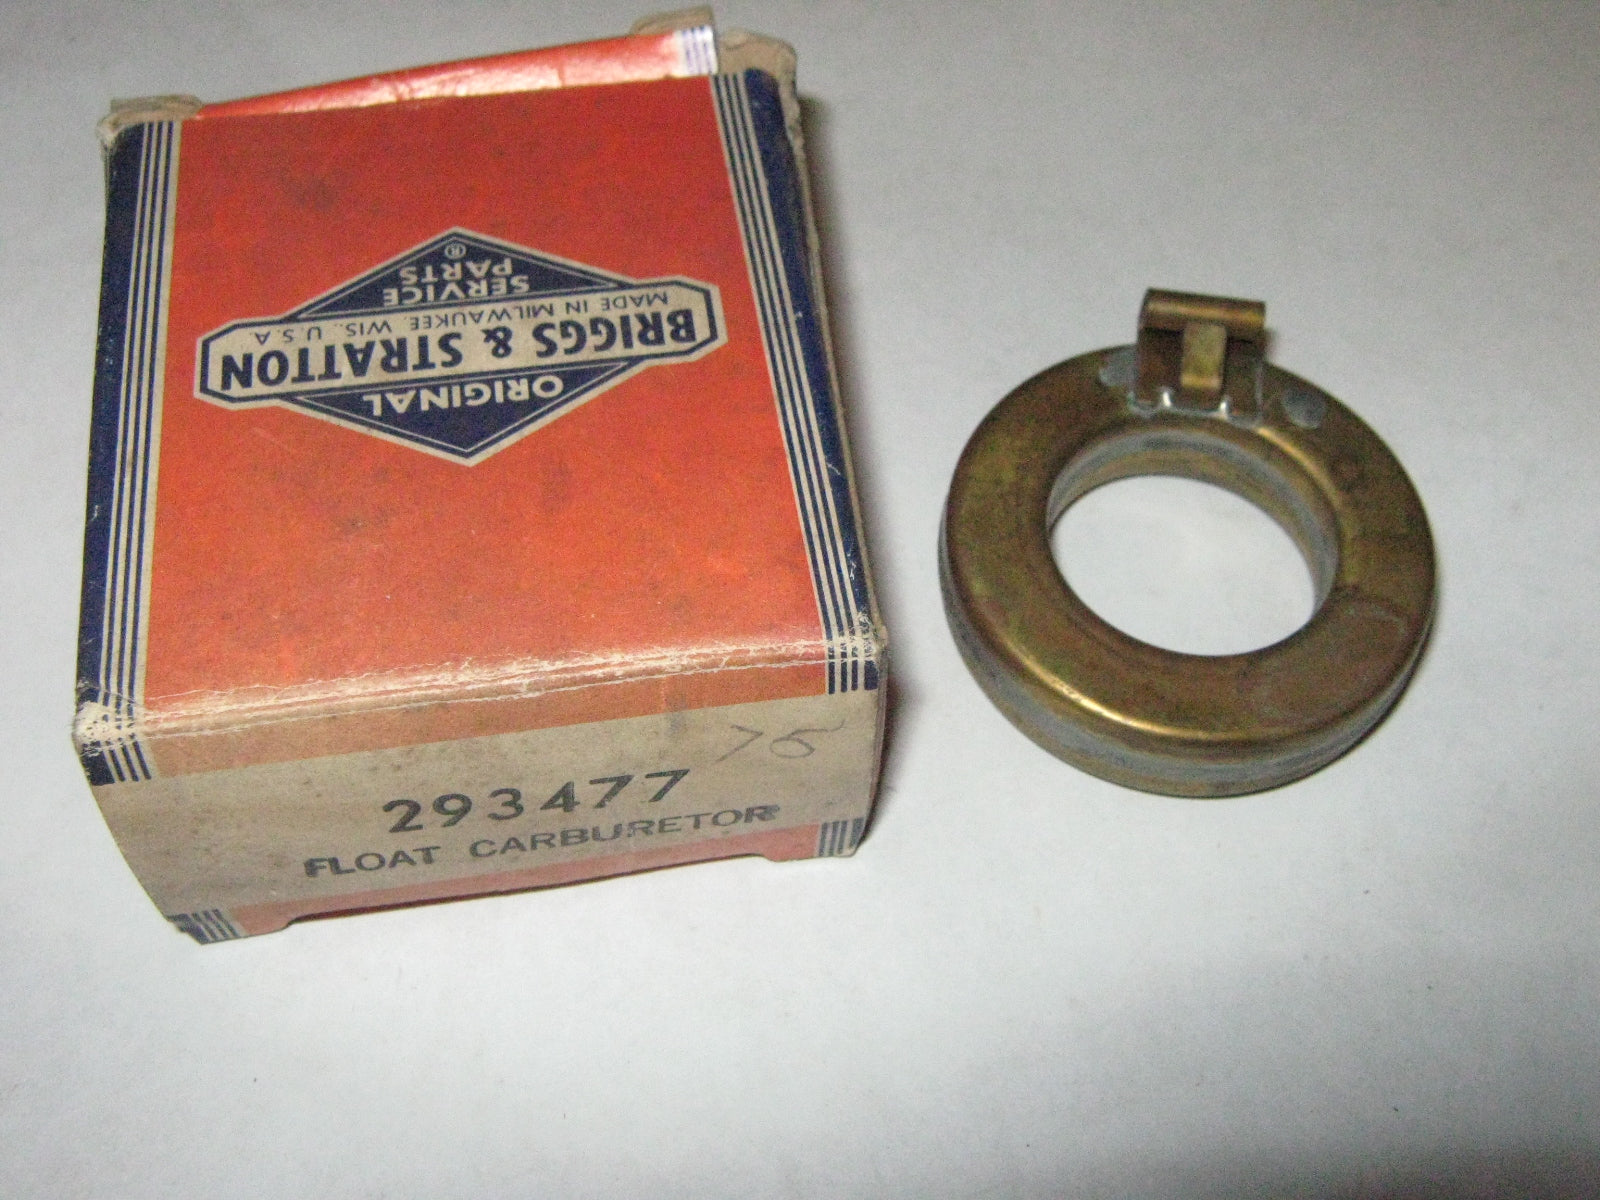 ORIGINAL
BRIGGS & STRATTON
MADE IN MILWAUKEE, WIS., U.S.A.
SERVICE
PARTS
®
75
293477
FLOAT CARBURETOR